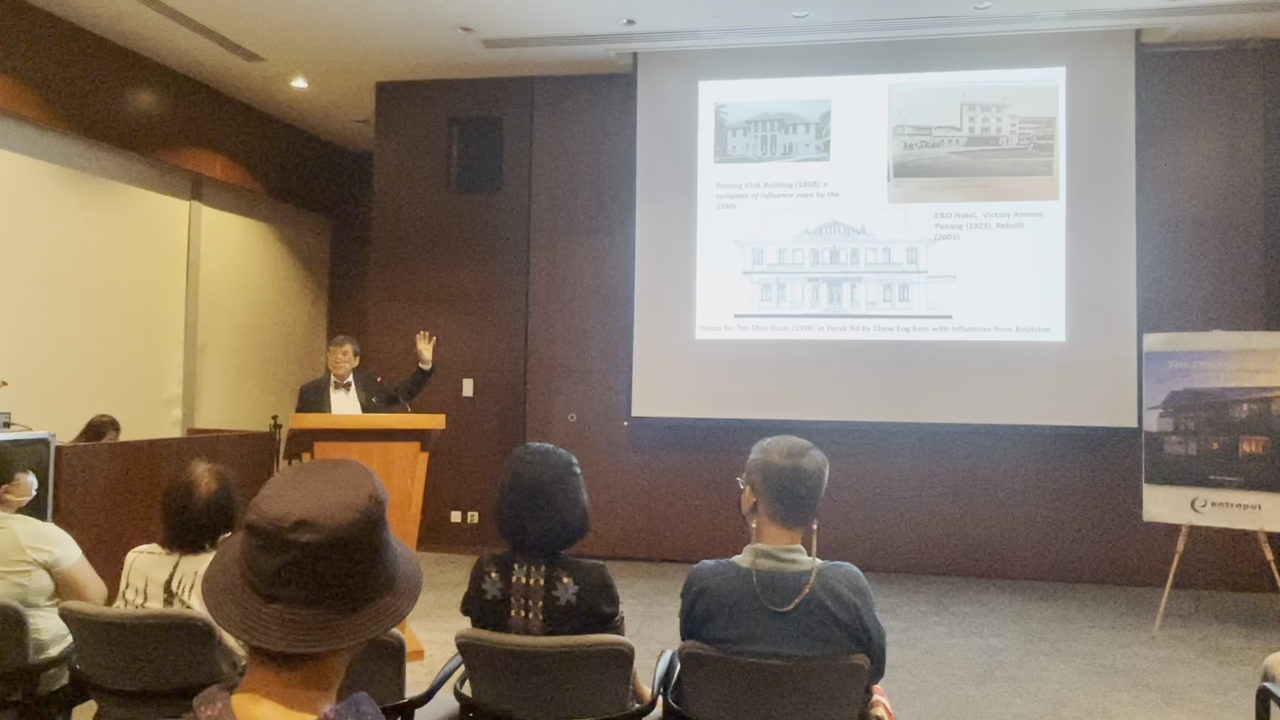 Penang Club Building (1868), a
template of influence even by the
1930s
E&O Hotel, Victory Annexe,
Penang (1922). Rebuilt
(2001)
House for Tan Chin Guan (1936) in Perak Rd by Chew Eng Eam with influences from Boutcher
entrepot